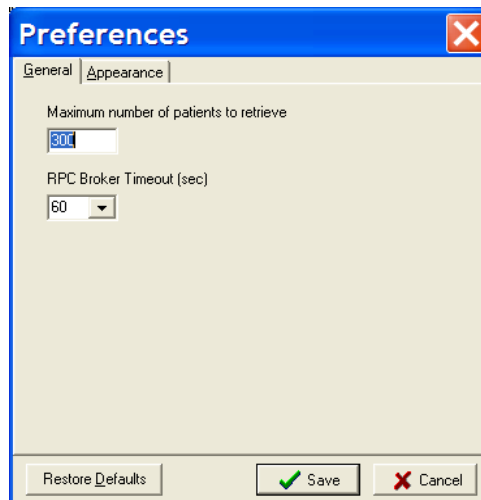 Preferences
General Appearance
Maximum number of patients to retrieve
300
RPC Broker Timeout (sec)
60
Restore Defaults Save Cancel